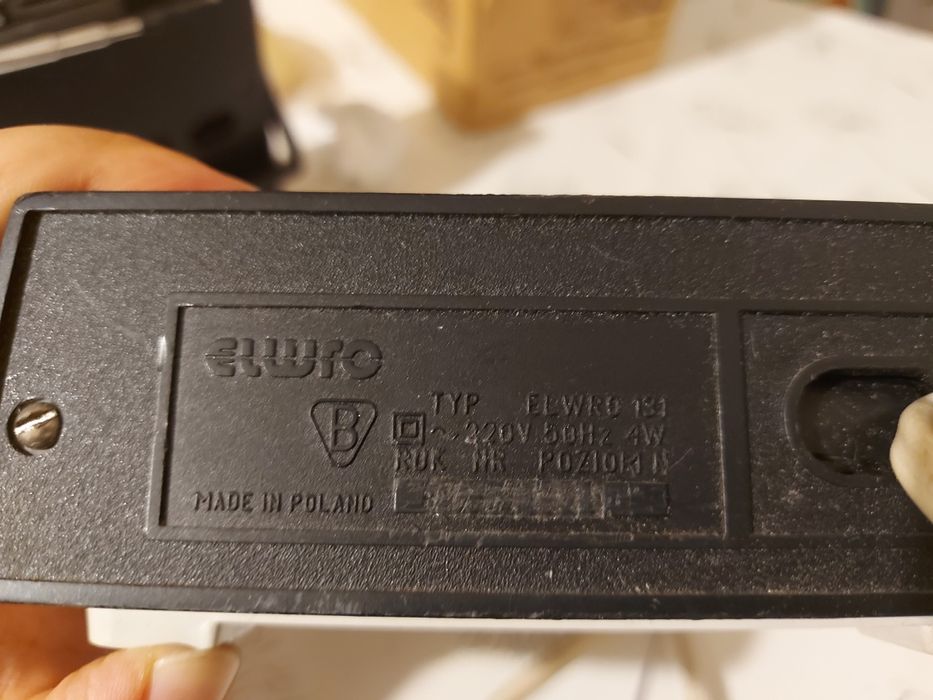 ELWRO
TYP ELWRO 131
B
~ 220V 50Hz 4W
ROK NR POZIOM N
MADE IN POLAND